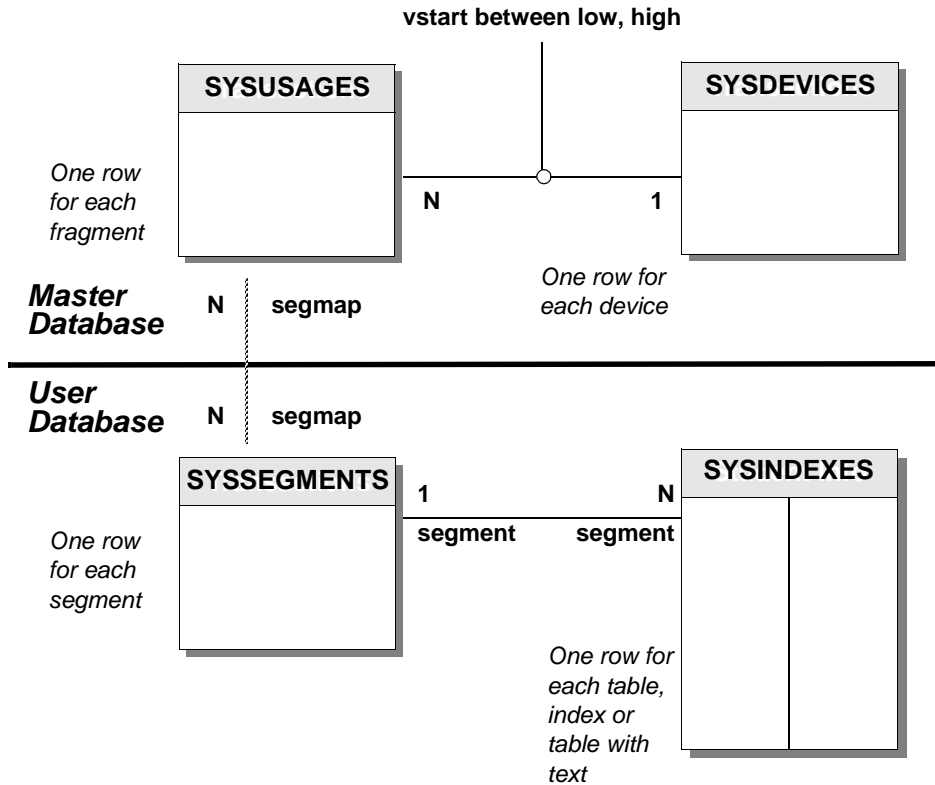 vstart between low, high
SYSUSAGES
SYSDEVICES
One row
for each
fragment
N
1
One row for
each device
Master
Database
N
segmap
User
Database
N
segmap
SYSSEGMENTS
SYSINDEXES
1
N
segment
segment
One row
for each
segment
One row for
each table,
index or
table with
text